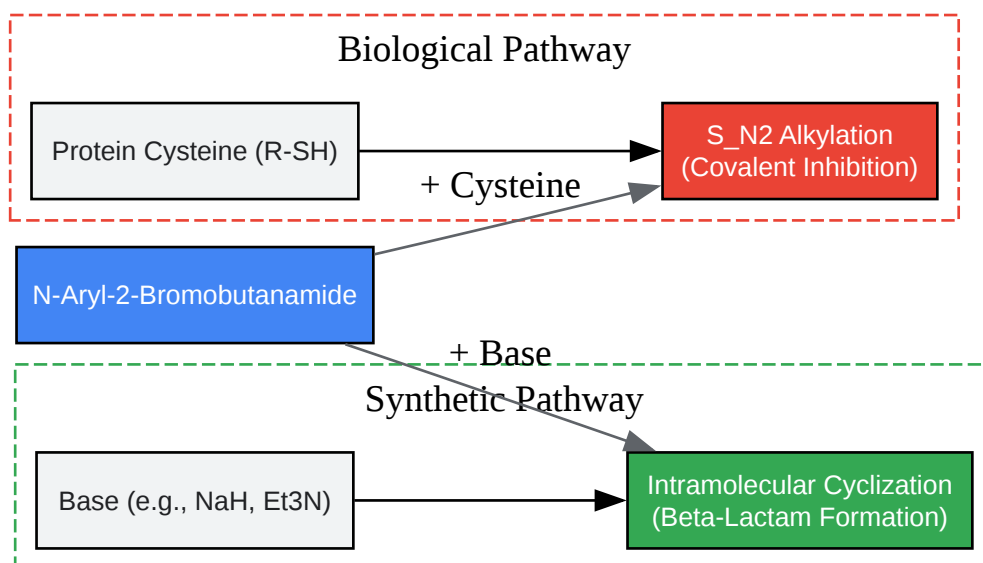 Biological Pathway
Protein Cysteine (R-SH)
S_N2 Alkylation
(Covalent Inhibition)
+ Cysteine
N-Aryl-2-Bromobutanamide
+ Base
Synthetic Pathway
Base (e.g., NaH, Et3N)
Intramolecular Cyclization
(Beta-Lactam Formation)